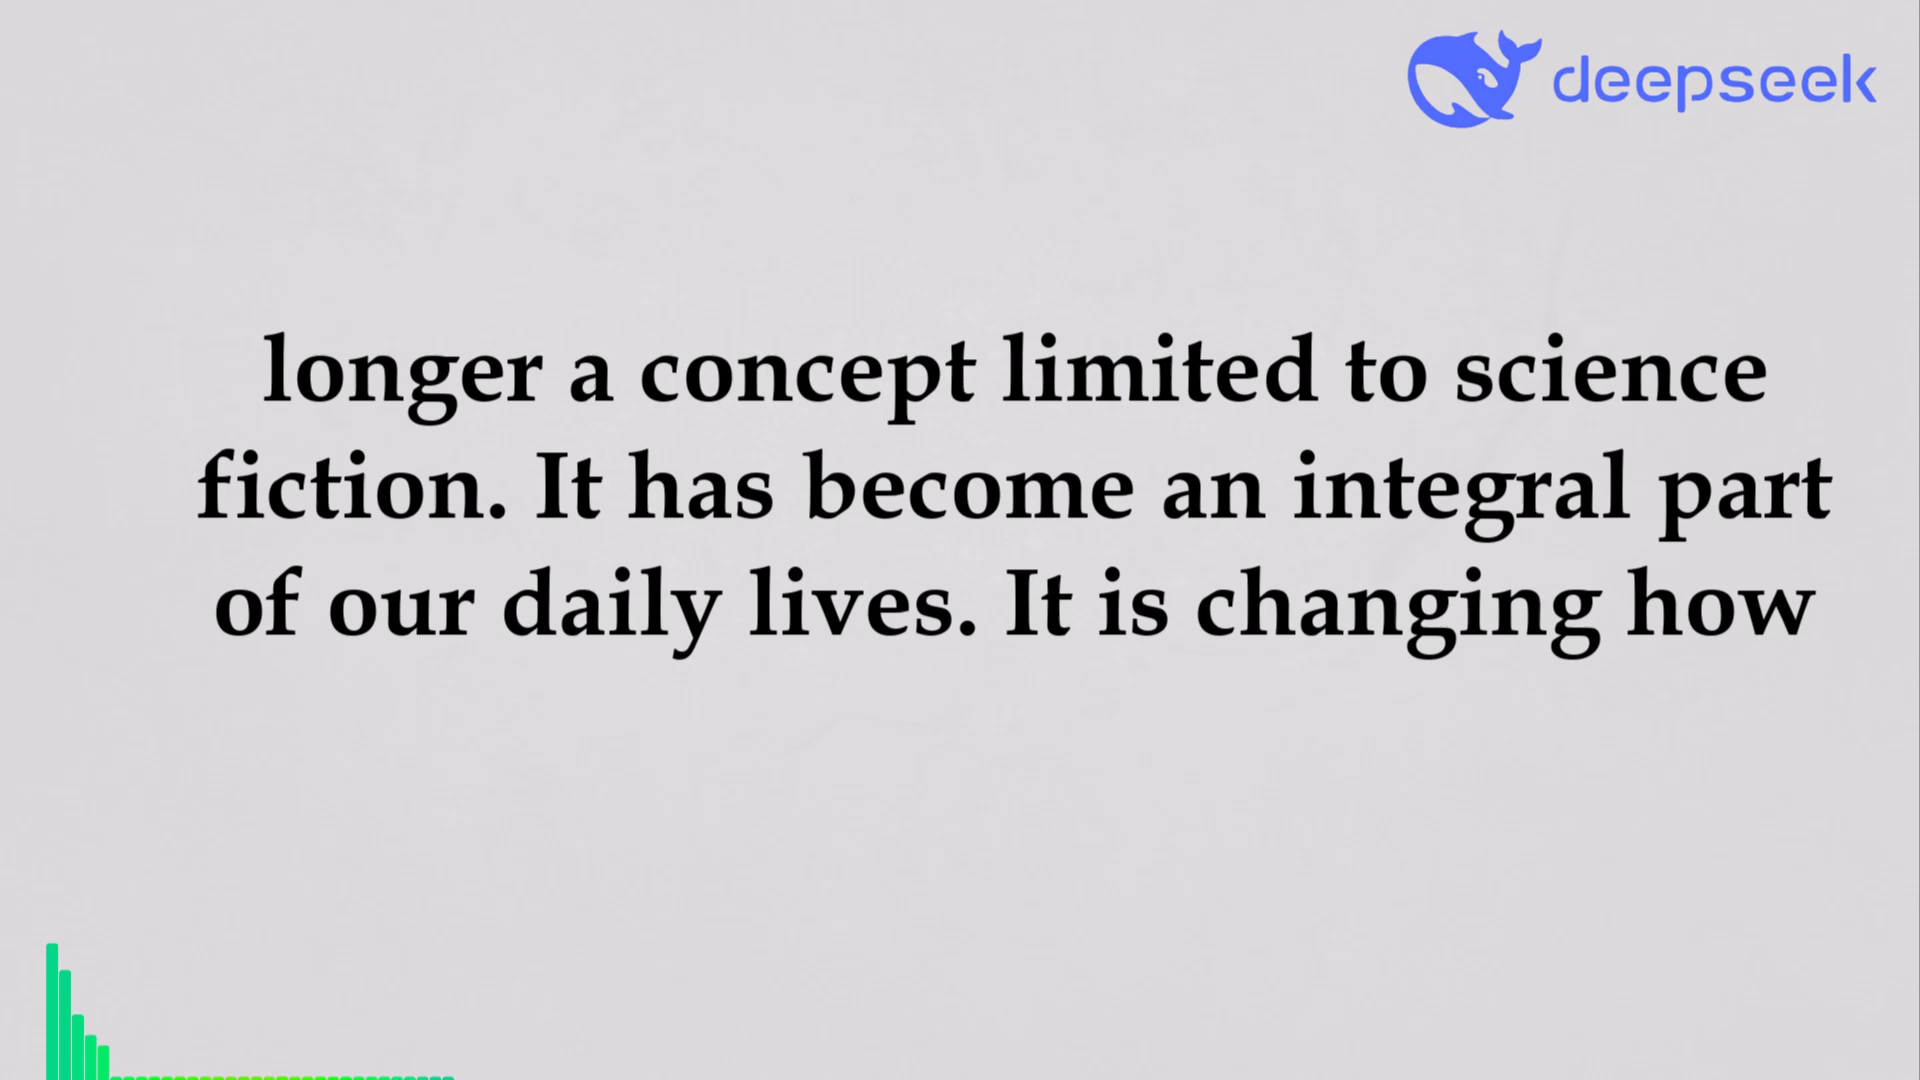 deepseek
longer a concept limited to science
fiction. It has become an integral part
of our daily lives. It is changing how